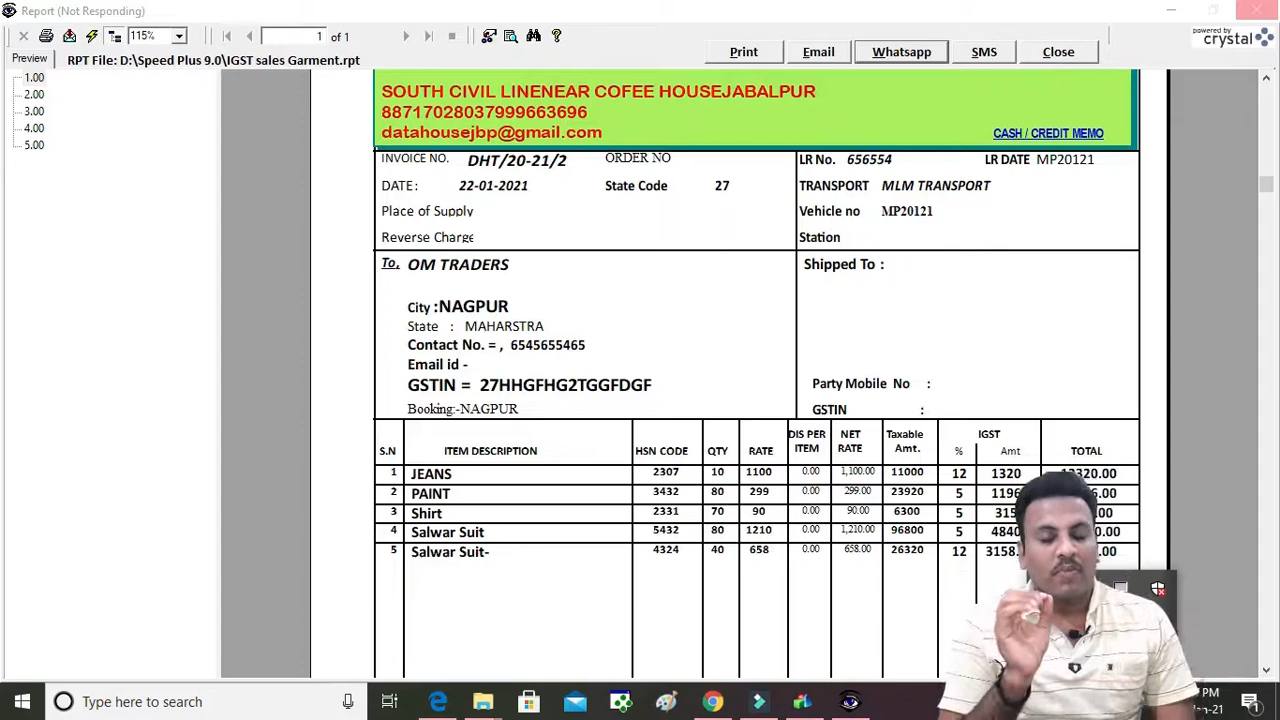 Report (Not Responding)
115% 1 of 1
powered by
crystal
Print Email Whatsapp SMS Close
Preview RPT File: D:\Speed Plus 9.0\IGST sales Garment.rpt
1.00
2.00
3.00
4.00
5.00
SOUTH CIVIL LINENEAR COFEE HOUSEJABALPUR
88717028037999663696
datahousejbp@gmail.com CASH / CREDIT MEMO
INVOICE NO. DHT/20-21/2 ORDER NO LR No. 656554 LR DATE MP20121
DATE: 22-01-2021 State Code 27 TRANSPORT MLM TRANSPORT
Place of Supply Vehicle no MP20121
Reverse Charge Station
To, OM TRADERS Shipped To :
City :NAGPUR
State : MAHARSTRA
Contact No. = , 6545655465
Email id -
GSTIN = 27HHGFHG2TGGFDGF Party Mobile No :
Booking:-NAGPUR GSTIN :
S.N ITEM DESCRIPTION HSN CODE QTY RATE DIS PER ITEM NET RATE Taxable Amt. IGST % Amt TOTAL
1 JEANS 2307 10 1100 0.00 1,100.00 11000 12 1320
2 PAINT 3432 80 299 0.00 299.00 23920 5 1196
3 Shirt 2331 70 90 0.00 90.00 6300 5 315
4 Salwar Suit 5432 80 1210 0.00 1,210.00 96800 5 4840
5 Salwar Suit- 4324 40 658 0.00 658.00 26320 12 3158.
Type here to search
PM